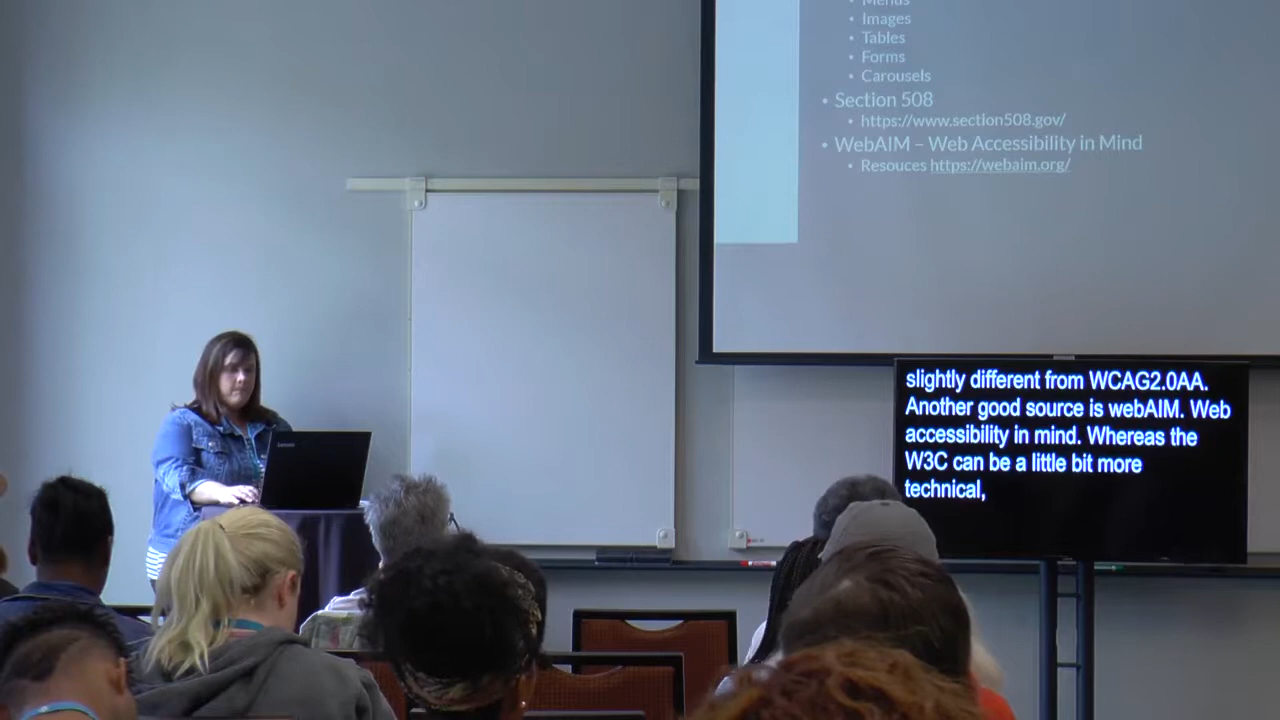 Menus
• Images
• Tables
• Forms
• Carousels
• Section 508
• https://www.section508.gov/
• WebAIM – Web Accessibility in Mind
• Resouces https://webaim.org/
slightly different from WCAG2.0AA.
Another good source is webAIM. Web
accessibility in mind. Whereas the
W3C can be a little bit more
technical,
Lenovo